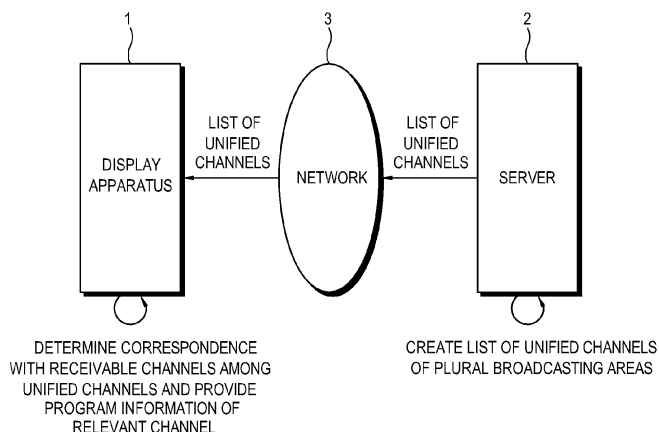 1
3
2
LIST OF
UNIFIED
CHANNELS
LIST OF
UNIFIED
CHANNELS
DISPLAY
APPARATUS
NETWORK
SERVER
DETERMINE CORRESPONDENCE
WITH RECEIVABLE CHANNELS AMONG
UNIFIED CHANNELS AND PROVIDE
PROGRAM INFORMATION OF
RELEVANT CHANNEL
CREATE LIST OF UNIFIED CHANNELS
OF PLURAL BROADCASTING AREAS